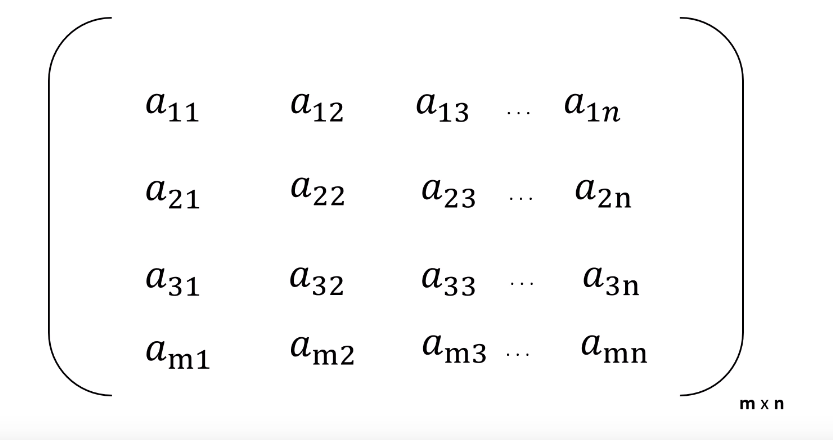 a₁₁ a₁₂ a₁₃ ... a₁ₙ
a₂₁ a₂₂ a₂₃ ... a₂ₙ
a₃₁ a₃₂ a₃₃ ... a₃ₙ
aₘ₁ aₘ₂ aₘ₃ ... aₘₙ
m x n